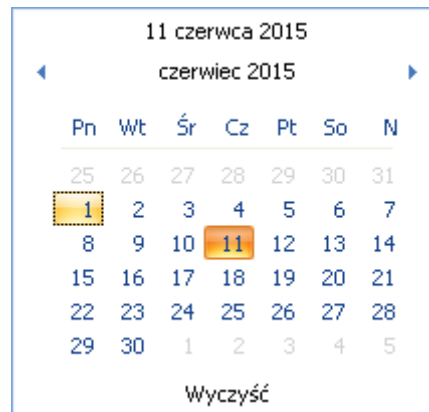 11 czerwca 2015
czerwiec 2015
Pn Wt Śr Cz Pt So N
25 26 27 28 29 30 31
1 2 3 4 5 6 7
8 9 10 11 12 13 14
15 16 17 18 19 20 21
22 23 24 25 26 27 28
29 30 1 2 3 4 5
Wyczyść